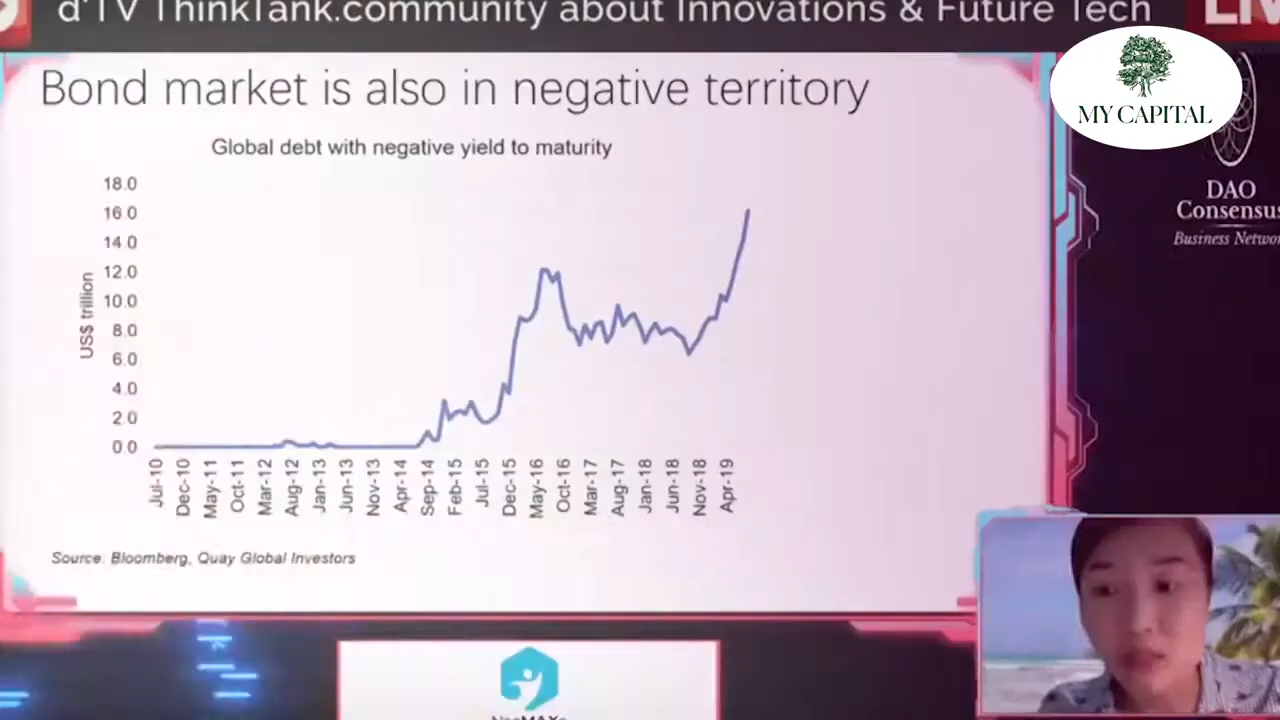 d'TV ThinkTank.community about Innovations & Future Tech
LIV
MY CAPITAL
DAO
Consensus
Business Networ
Bond market is also in negative territory
Global debt with negative yield to maturity
US$ trillion
18.0
16.0
14.0
12.0
10.0
8.0
6.0
4.0
2.0
0.0
Jul-10
Dec-10
May-11
Oct-11
Mar-12
Aug-12
Jan-13
Jun-13
Nov-13
Apr-14
Sep-14
Feb-15
Jul-15
Dec-15
May-16
Oct-16
Mar-17
Aug-17
Jan-18
Jun-18
Nov-18
Apr-19
Source: Bloomberg, Quay Global Investors